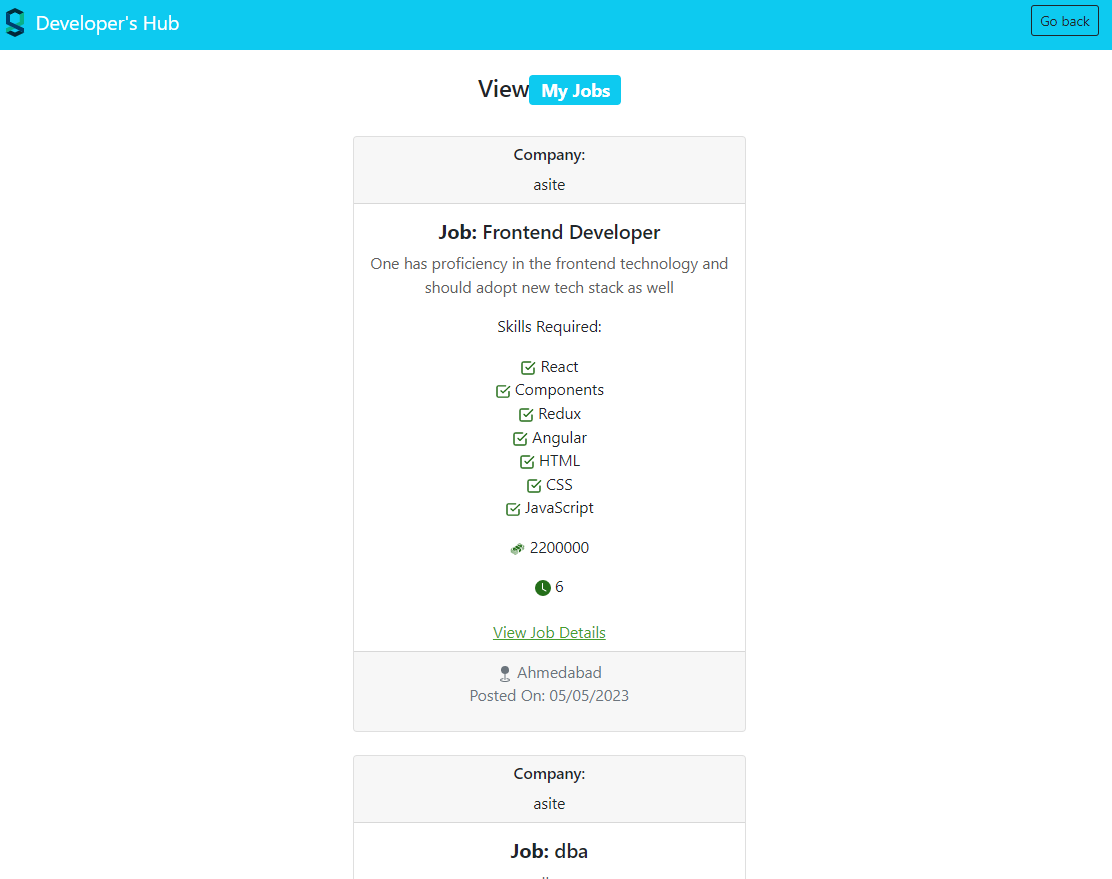 Developer's Hub
Go back
View My Jobs
Company:
asite
Job: Frontend Developer
One has proficiency in the frontend technology and
should adopt new tech stack as well
Skills Required:
React
Components
Redux
Angular
HTML
CSS
JavaScript
2200000
6
View Job Details
Ahmedabad
Posted On: 05/05/2023
Company:
asite
Job: dba